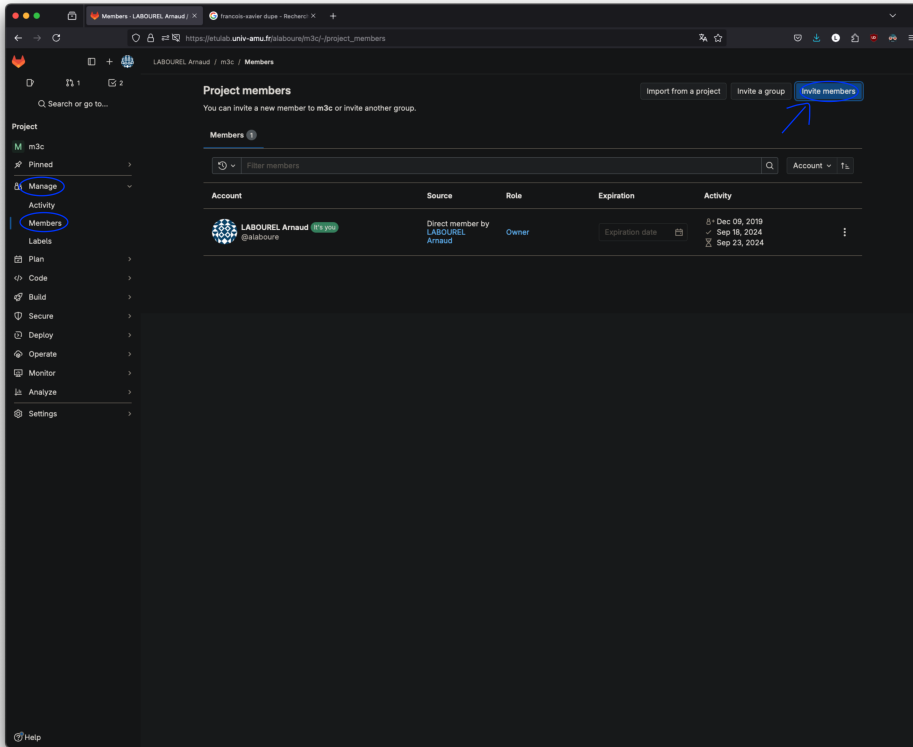 Members · LABOUREL Arnaud /
francois-xavier dupe - Recherc
https://etulab.univ-amu.fr/alaboure/m3c/-/project_members
LABOUREL Arnaud / m3c / Members
1
2
Search or go to...
Project
M m3c
Pinned
Manage
Activity
Members
Labels
Plan
Code
Build
Secure
Deploy
Operate
Monitor
Analyze
Settings
Help
Project members
Import from a project
Invite a group
Invite members
You can invite a new member to m3c or invite another group.
Members 1
Filter members
Account
Account Source Role Expiration Activity
LABOUREL Arnaud It's you
@alaboure
Direct member by
LABOUREL
Arnaud
Owner
Expiration date
Dec 09, 2019
Sep 18, 2024
Sep 23, 2024